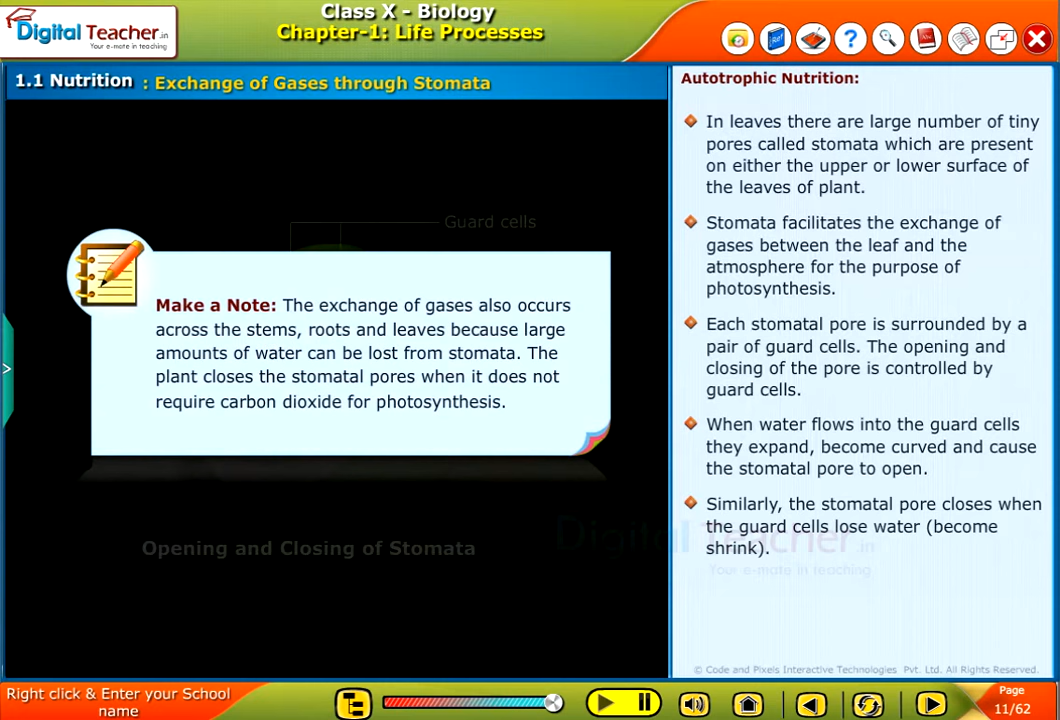 Digital Teacher.in
Your e-mate in teaching
Class X - Biology
Chapter-1: Life Processes
Ref
Abc
1.1 Nutrition : Exchange of Gases through Stomata
Guard cells
Make a Note: The exchange of gases also occurs
across the stems, roots and leaves because large
amounts of water can be lost from stomata. The
plant closes the stomatal pores when it does not
require carbon dioxide for photosynthesis.
Opening and Closing of Stomata
Autotrophic Nutrition:
In leaves there are large number of tiny
pores called stomata which are present
on either the upper or lower surface of
the leaves of plant.
Stomata facilitates the exchange of
gases between the leaf and the
atmosphere for the purpose of
photosynthesis.
Each stomatal pore is surrounded by a
pair of guard cells. The opening and
closing of the pore is controlled by
guard cells.
When water flows into the guard cells
they expand, become curved and cause
the stomatal pore to open.
Similarly, the stomatal pore closes when
the guard cells lose water (become
shrink).
Digital Teacher.in
Your e-mate in teaching
© Code and Pixels Interactive Technologies Pvt. Ltd. All Rights Reserved.
Right click & Enter your School
name
Page
11/62